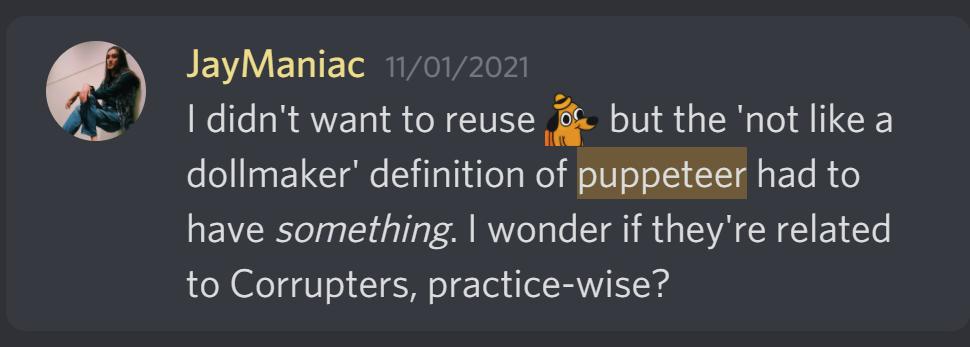 JayManiac 11/01/2021
I didn't want to reuse but the 'not like a
dollmaker' definition of puppeteer had to
have something. I wonder if they're related
to Corrupters, practice-wise?